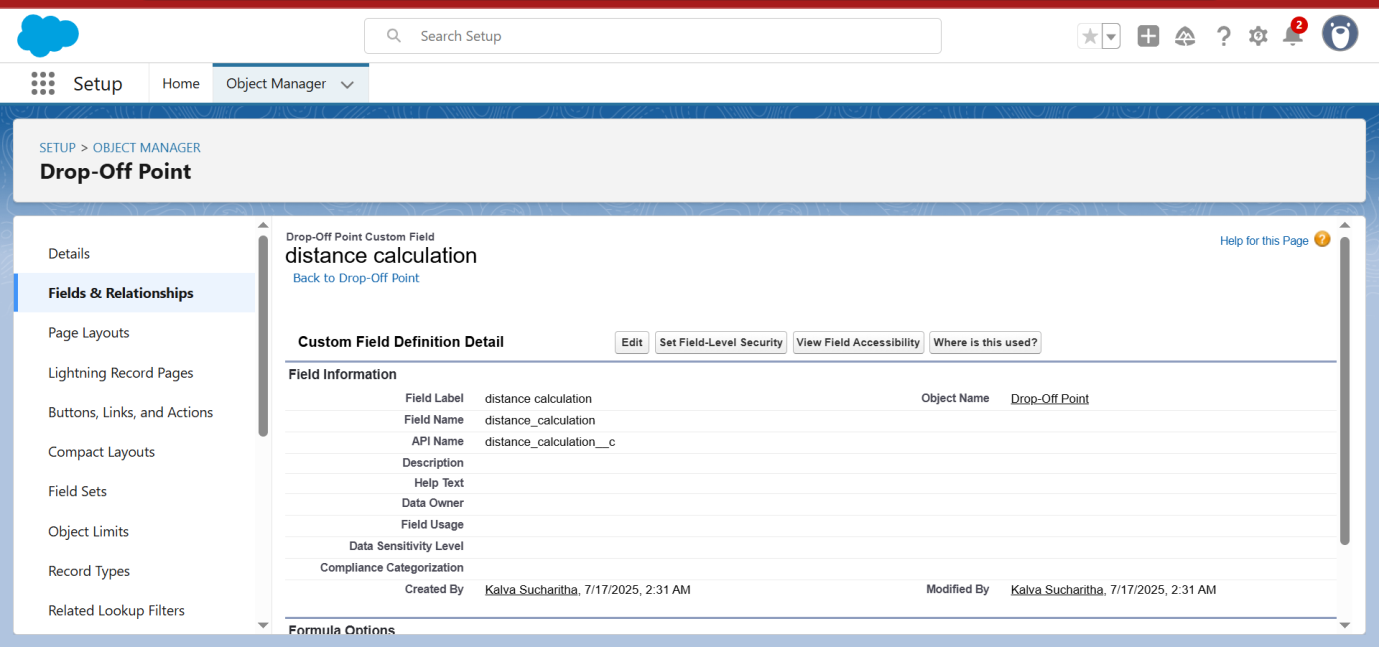 Search Setup
2
Setup
Home
Object Manager
SETUP > OBJECT MANAGER
Drop-Off Point
Details
Fields & Relationships
Page Layouts
Lightning Record Pages
Buttons, Links, and Actions
Compact Layouts
Field Sets
Object Limits
Record Types
Related Lookup Filters
Drop-Off Point Custom Field
distance calculation
Back to Drop-Off Point
Help for this Page ?
Custom Field Definition Detail
Edit
Set Field-Level Security
View Field Accessibility
Where is this used?
Field Information
Field Label distance calculation Object Name Drop-Off Point
Field Name distance_calculation
API Name distance_calculation__c
Description
Help Text
Data Owner
Field Usage
Data Sensitivity Level
Compliance Categorization
Created By Kalva Sucharitha, 7/17/2025, 2:31 AM Modified By Kalva Sucharitha, 7/17/2025, 2:31 AM
Formula Options